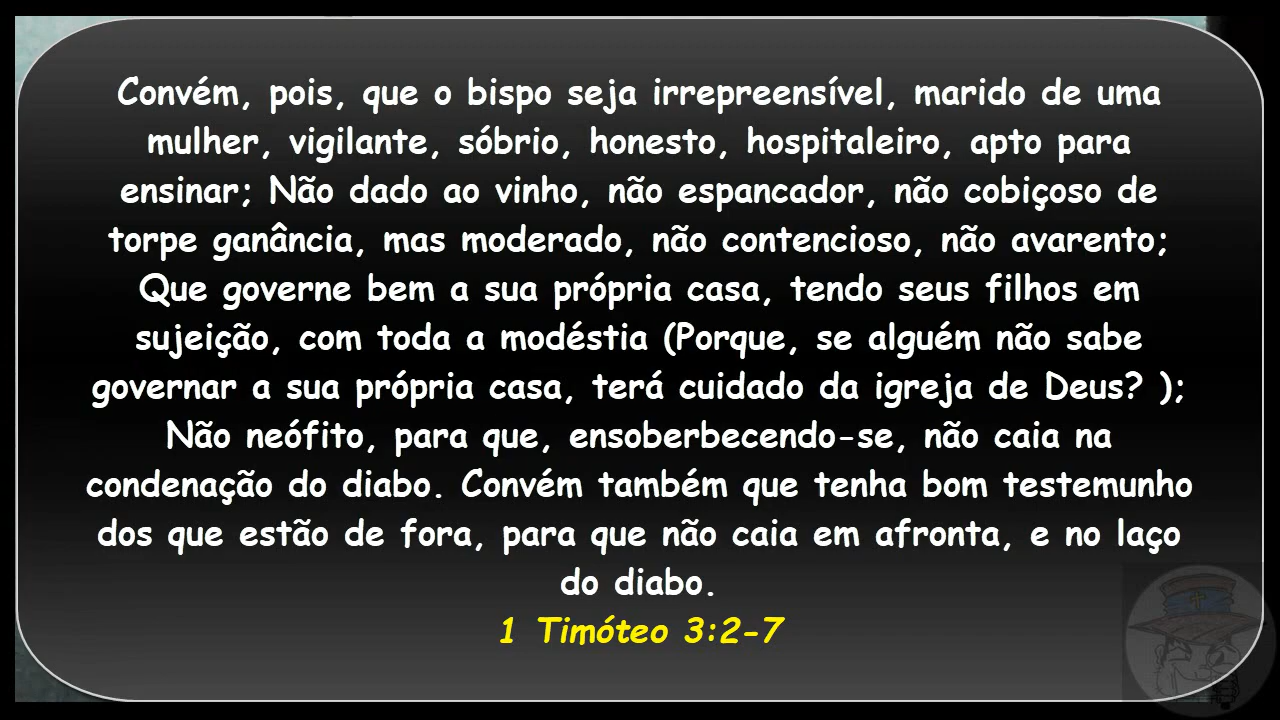 Convém, pois, que o bispo seja irrepreensível, marido de uma
mulher, vigilante, sóbrio, honesto, hospitaleiro, apto para
ensinar; Não dado ao vinho, não espancador, não cobiçoso de
torpe ganância, mas moderado, não contencioso, não avarento;
Que governe bem a sua própria casa, tendo seus filhos em
sujeição, com toda a modéstia (Porque, se alguém não sabe
governar a sua própria casa, terá cuidado da igreja de Deus? );
Não neófito, para que, ensoberbecendo-se, não caia na
condenação do diabo. Convém também que tenha bom testemunho
dos que estão de fora, para que não caia em afronta, e no laço
do diabo.
1 Timóteo 3:2-7